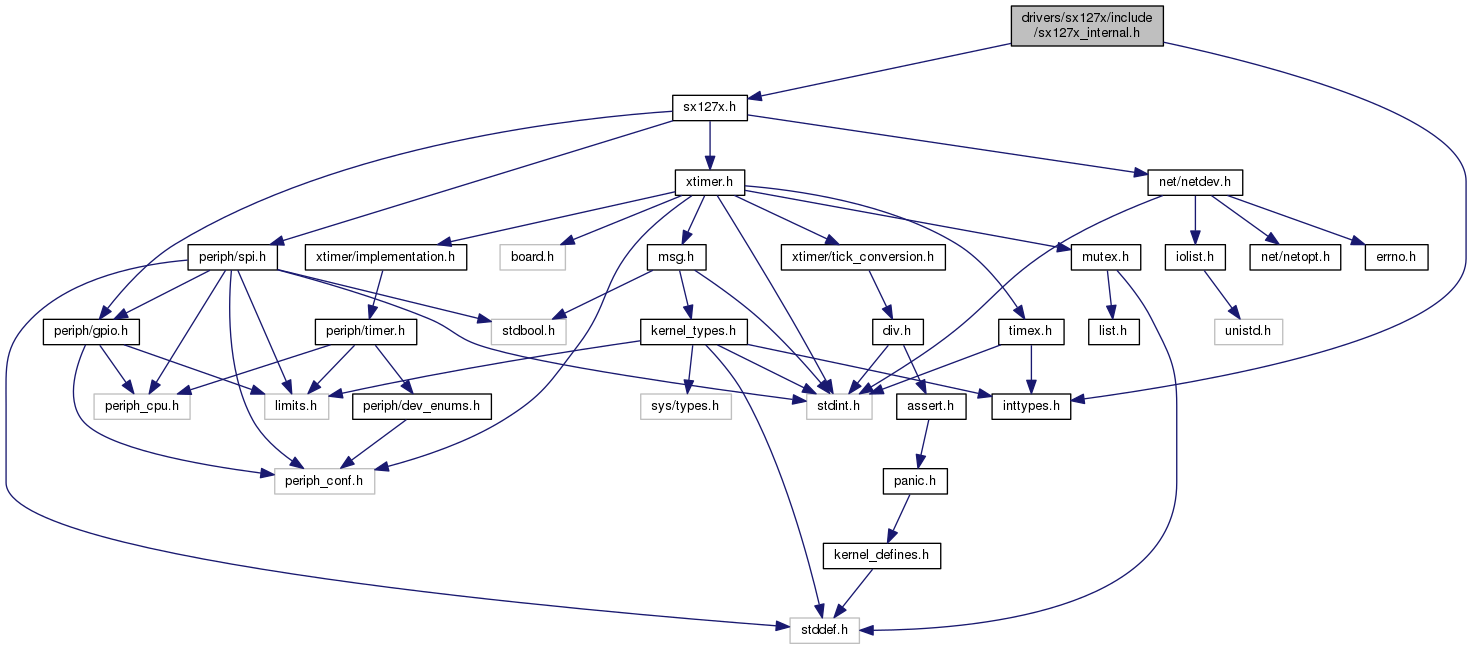 drivers/sx127x/include
/sx127x_internal.h
sx127x.h
xtimer.h
net/netdev.h
periph/spi.h
xtimer/implementation.h
board.h
msg.h
xtimer/tick_conversion.h
mutex.h
iolist.h
net/netopt.h
errno.h
periph/gpio.h
periph/timer.h
stdbool.h
kernel_types.h
div.h
timex.h
list.h
unistd.h
periph_cpu.h
limits.h
periph/dev_enums.h
sys/types.h
stdint.h
assert.h
inttypes.h
periph_conf.h
panic.h
kernel_defines.h
stddef.h